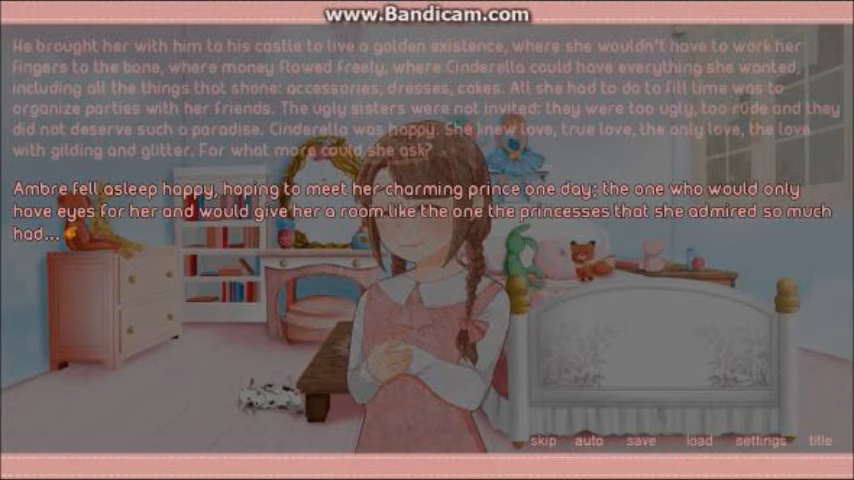 www.Bandicam.com
He brought her with him to his castle to live a golden existence, where she wouldn't have to work her
fingers to the bone, where money flowed freely, where Cinderella could have everything she wanted,
including all the things that shone: accessories, dresses, cakes. All she had to do to fill time was to
organize parties with her friends. The ugly sisters were not invited: they were too ugly, too rude and they
did not deserve such a paradise. Cinderella was happy. She knew love, true love, the only love, the love
with gilding and glitter. For what more could she ask?
Ambre fell asleep happy, hoping to meet her charming prince one day; the one who would only
have eyes for her and would give her a room like the one the princesses that she admired so much
had...
skip auto save load settings title